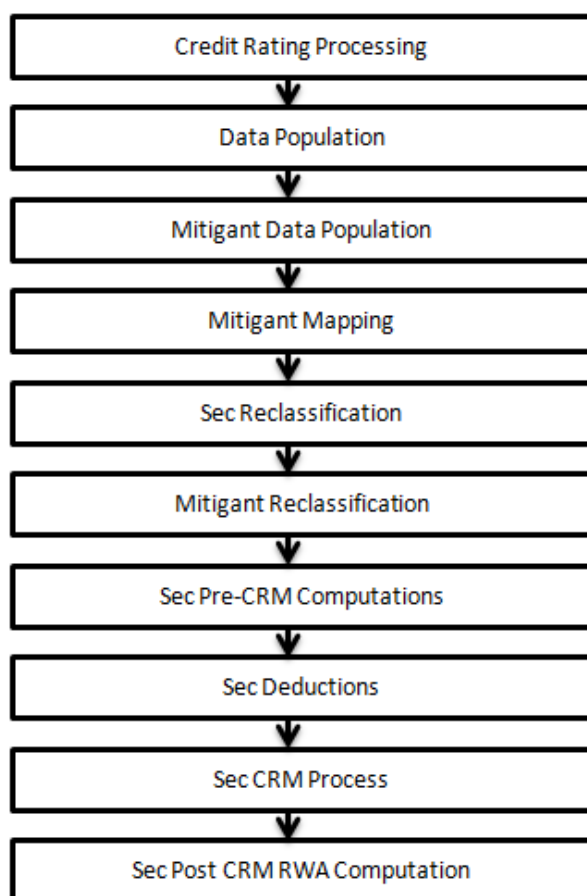 Credit Rating Processing
Data Population
Mitigant Data Population
Mitigant Mapping
Sec Reclassification
Mitigant Reclassification
Sec Pre-CRM Computations
Sec Deductions
Sec CRM Process
Sec Post CRM RWA Computation